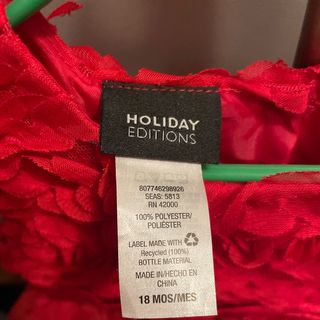 HOLIDAY
EDITIONS
807746298926
SEAS: 5813
RN 42000
100% POLYESTER/
POLIÉSTER
LABEL MADE WITH
Recycled (100%)
BOTTLE MATERIAL
MADE IN/HECHO EN
CHINA
18 MOS/MES